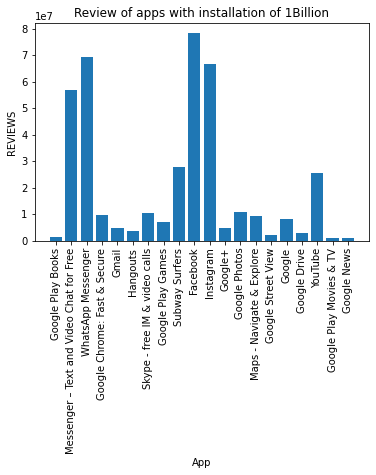 Review of apps with installation of 1Billion
1e7
8
7
6
5
4
3
2
1
0
REVIEWS
Google Play Books
Messenger – Text and Video Chat for Free
WhatsApp Messenger
Google Chrome: Fast & Secure
Gmail
Hangouts
Skype - free IM & video calls
Google Play Games
Subway Surfers
Facebook
Instagram
Google+
Google Photos
Maps - Navigate & Explore
Google Street View
Google
Google Drive
YouTube
Google Play Movies & TV
Google News
App